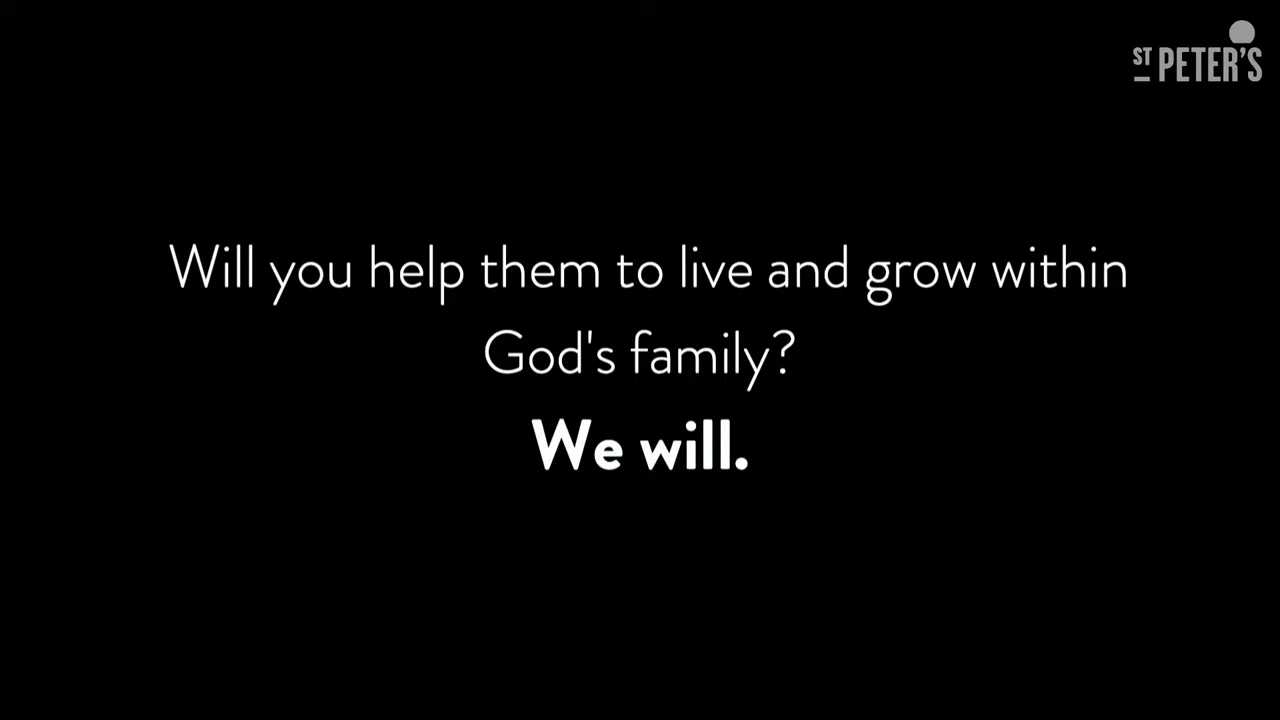 ST PETER'S
Will you help them to live and grow within
God's family?
We will.